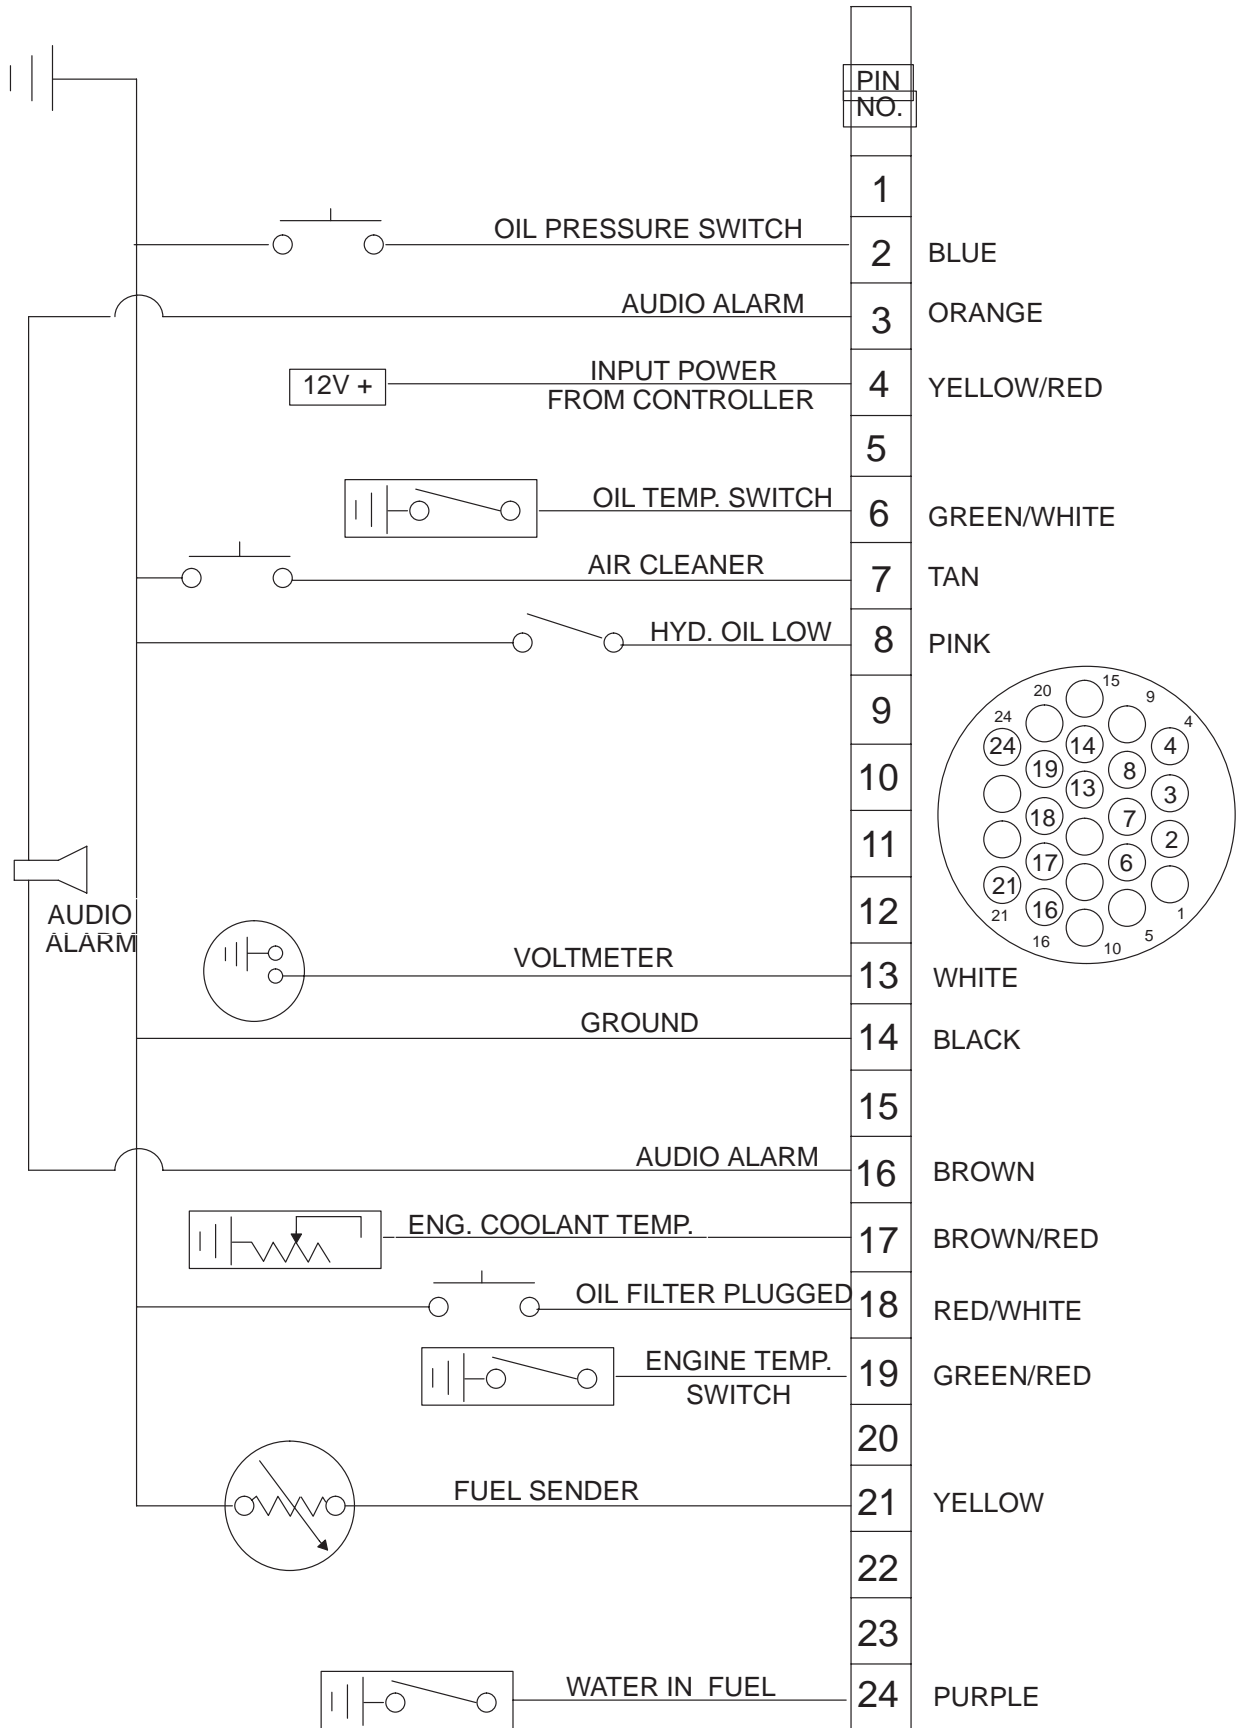 PIN
NO.
1
OIL PRESSURE SWITCH
2 BLUE
AUDIO ALARM
3 ORANGE
12V +
INPUT POWER
FROM CONTROLLER
4 YELLOW/RED
5
OIL TEMP. SWITCH
6 GREEN/WHITE
AIR CLEANER
7 TAN
HYD. OIL LOW
8 PINK
9
10
11
12
AUDIO
ALARM
VOLTMETER
13 WHITE
GROUND
14 BLACK
15
AUDIO ALARM
16 BROWN
ENG. COOLANT TEMP.
17 BROWN/RED
OIL FILTER PLUGGED
18 RED/WHITE
ENGINE TEMP.
SWITCH
19 GREEN/RED
20
FUEL SENDER
21 YELLOW
22
23
WATER IN FUEL
24 PURPLE
15
20 9
24 4
24 14 4
19 8
13 3
18 7
2
17 6
21
16
21 1
16 10 5